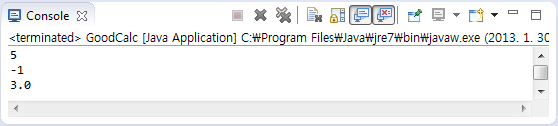 Console
<terminated> GoodCalc [Java Application] C:₩Program Files₩Java₩jre7₩bin₩javaw.exe (2013. 1. 30
5
-1
3.0